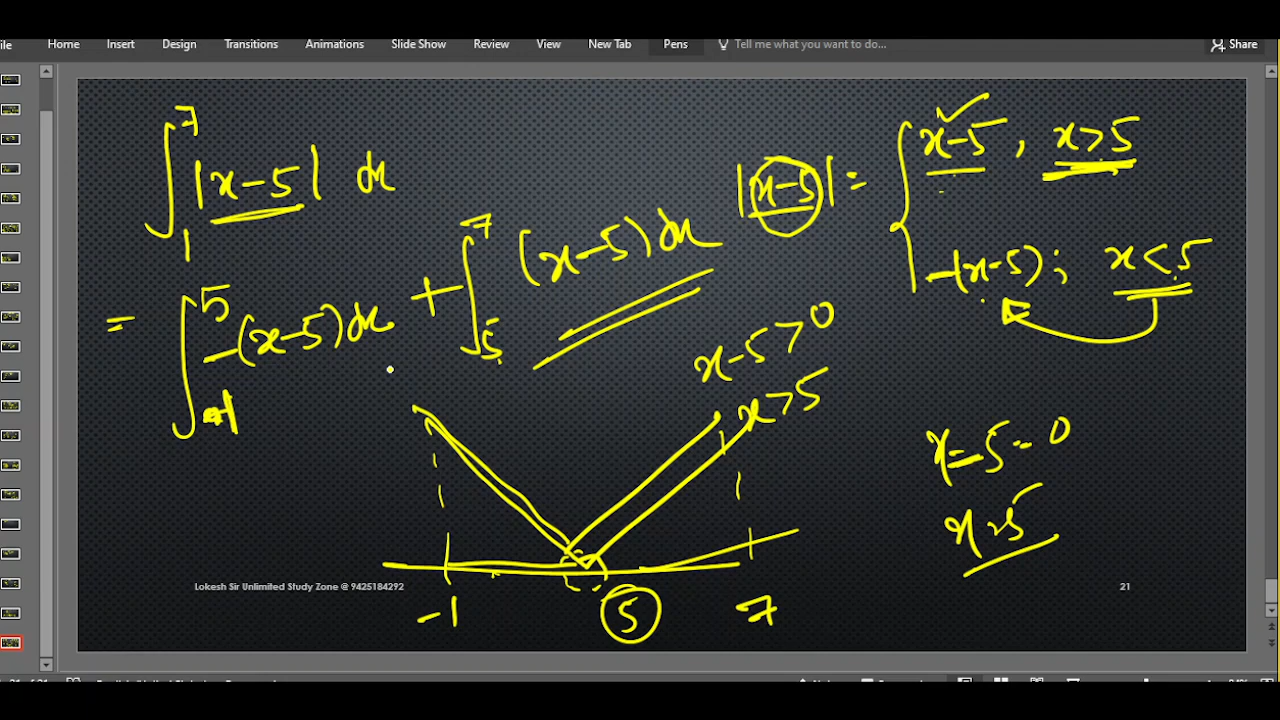 ile Home Insert Design Transitions Animations Slide Show Review View New Tab Pens Tell me what you want to do... Share
∫₁⁷ |x-5| dx
|x-5| = { x-5, x>5
-(x-5); x<5
= ∫₋₁⁵ -(x-5)dx + ∫₅⁷ (x-5)dx
x-5>0
x>5
x-5=0
x=5
Lokesh Sir Unlimited Study Zone @ 9425184292 21
-1 5 7